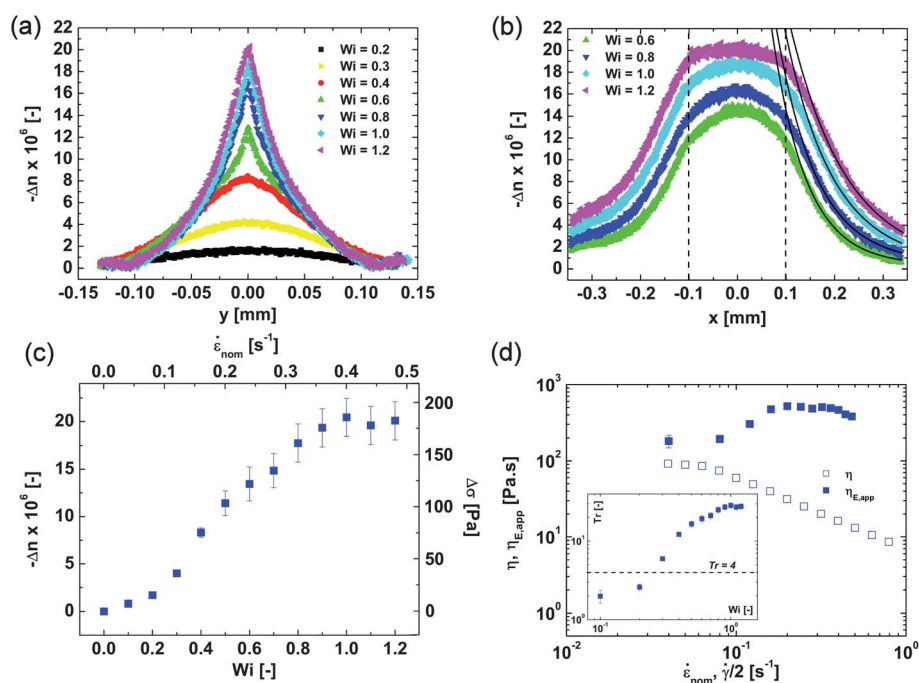 (a)
22
20
18
16
14
12
10
8
6
4
2
0
-Δn x 10⁶ [-]
Wi = 0.2
Wi = 0.3
Wi = 0.4
Wi = 0.6
Wi = 0.8
Wi = 1.0
Wi = 1.2
-0.15 -0.10 -0.05 0.00 0.05 0.10 0.15
y [mm]
(b)
22
20
18
16
14
12
10
8
6
4
2
0
-Δn x 10⁶ [-]
Wi = 0.6
Wi = 0.8
Wi = 1.0
Wi = 1.2
-0.3 -0.2 -0.1 0.0 0.1 0.2 0.3
x [mm]
(c)
ε̇nom [s⁻¹]
0.0 0.1 0.2 0.3 0.4 0.5
20
15
10
5
0
-Δn x 10⁶ [-]
200
150
100
50
0
Δσ [Pa]
0.0 0.2 0.4 0.6 0.8 1.0 1.2
Wi [-]
(d)
10³
10²
10¹
10⁰
η, ηE,app [Pa.s]
η
ηE,app
Tr [-]
10¹
10⁰
Tr = 4
Wi [-]
10⁻¹ 10⁰
10⁻² 10⁻¹ 10⁰
ε̇nom, γ̇/2 [s⁻¹]